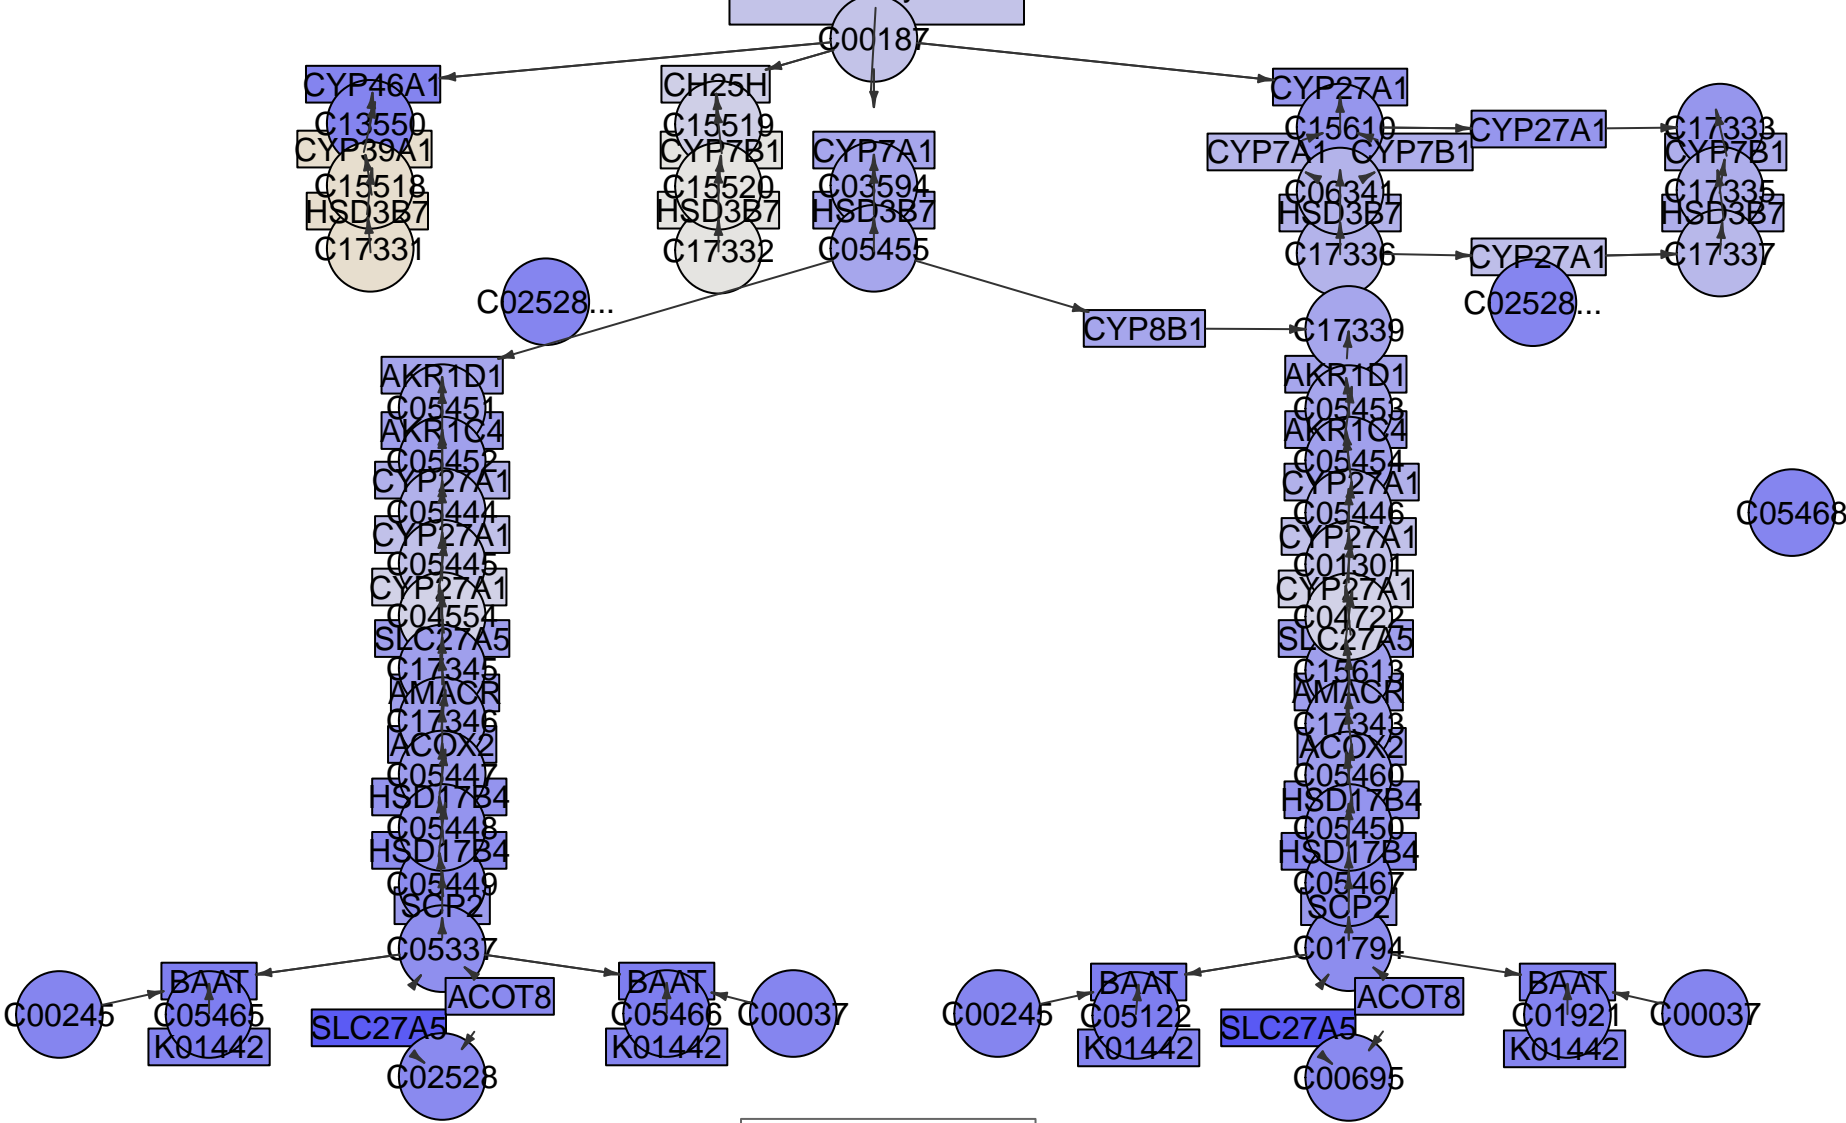 C00187
CYP46A1
C13550
CYP39A1
C15518
HSD3B7
C17331
CH25H
C15519
CYP7B1
C15520
HSD3B7
C17332
CYP7A1
C03594
HSD3B7
C05455
CYP27A1
C15610
CYP7A1
CYP7B1
C06341
HSD3B7
C17336
CYP27A1
C17333
CYP7B1
C17335
HSD3B7
CYP27A1
C17337
C02528...
C02528...
CYP8B1
C17339
C05468
AKR1D1
C05451
AKR1C4
C05452
CYP27A1
C05444
CYP27A1
C05445
CYP27A1
C04554
SLC27A5
C17345
AMACR
C17346
ACOX2
C05447
HSD17B4
C05448
HSD17B4
C05449
SCP2
C05337
AKR1D1
C05453
AKR1C4
C05454
CYP27A1
C05446
CYP27A1
C01301
CYP27A1
C04722
SLC27A5
C15613
AMACR
C17343
ACOX2
C05460
HSD17B4
C05450
HSD17B4
C05467
SCP2
C01794
C00245
BAAT
C05465
K01442
SLC27A5
ACOT8
C02528
BAAT
C05466
K01442
C00037
C00245
BAAT
C05122
K01442
SLC27A5
ACOT8
C00695
BAAT
C01921
K01442
C00037